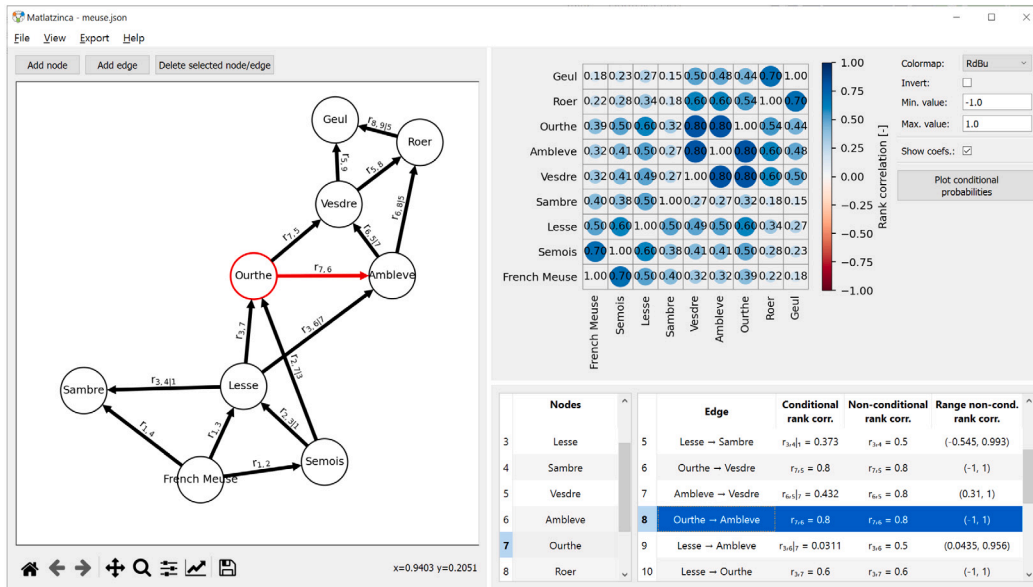 Matlatzinca - meuse.json
File View Export Help
Add node Add edge Delete selected node/edge
Geul
Roer
Vesdre
Ourthe
Ambleve
Lesse
Sambre
Semois
French Meuse
r8,9|5
r5,9
r5,8
r6,8|5
r7,5
r6,5|7
r7,6
r3,7
r3,6|7
r2,7|3
r3,4|1
r1,4
r1,3
r2,3|1
r1,2
x=0.9403 y=0.2051
Geul 0.18 0.23 0.27 0.15 0.50 0.48 0.44 0.70 1.00
Roer 0.22 0.28 0.34 0.18 0.60 0.60 0.54 1.00 0.70
Ourthe 0.39 0.50 0.60 0.32 0.80 0.80 1.00 0.54 0.44
Ambleve 0.32 0.41 0.50 0.27 0.80 1.00 0.80 0.60 0.48
Vesdre 0.32 0.41 0.49 0.27 1.00 0.80 0.80 0.60 0.50
Sambre 0.40 0.38 0.50 1.00 0.27 0.27 0.32 0.18 0.15
Lesse 0.50 0.60 1.00 0.50 0.49 0.50 0.60 0.34 0.27
Semois 0.70 1.00 0.60 0.38 0.41 0.41 0.50 0.28 0.23
French Meuse 1.00 0.70 0.50 0.40 0.32 0.32 0.39 0.22 0.18
French Meuse Semois Lesse Sambre Vesdre Ambleve Ourthe Roer Geul
1.00
0.75
0.50
0.25
0.00
−0.25
−0.50
−0.75
−1.00
Rank correlation [-]
Colormap: RdBu
Invert:
Min. value: -1.0
Max. value: 1.0
Show coefs.:
Plot conditional
probabilities
Nodes
3 Lesse
4 Sambre
5 Vesdre
6 Ambleve
7 Ourthe
8 Roer
Edge Conditional rank corr. Non-conditional rank corr. Range non-cond. rank corr.
5 Lesse → Sambre r₃,₄|₁ = 0.373 r₃,₄ = 0.5 (-0.545, 0.993)
6 Ourthe → Vesdre r₇,₅ = 0.8 r₇,₅ = 0.8 (-1, 1)
7 Ambleve → Vesdre r₆,₅|₇ = 0.432 r₆,₅ = 0.8 (0.31, 1)
8 Ourthe → Ambleve r₇,₆ = 0.8 r₇,₆ = 0.8 (-1, 1)
9 Lesse → Ambleve r₃,₆|₇ = 0.0311 r₃,₆ = 0.5 (0.0435, 0.956)
10 Lesse → Ourthe r₃,₇ = 0.6 r₃,₇ = 0.6 (-1, 1)